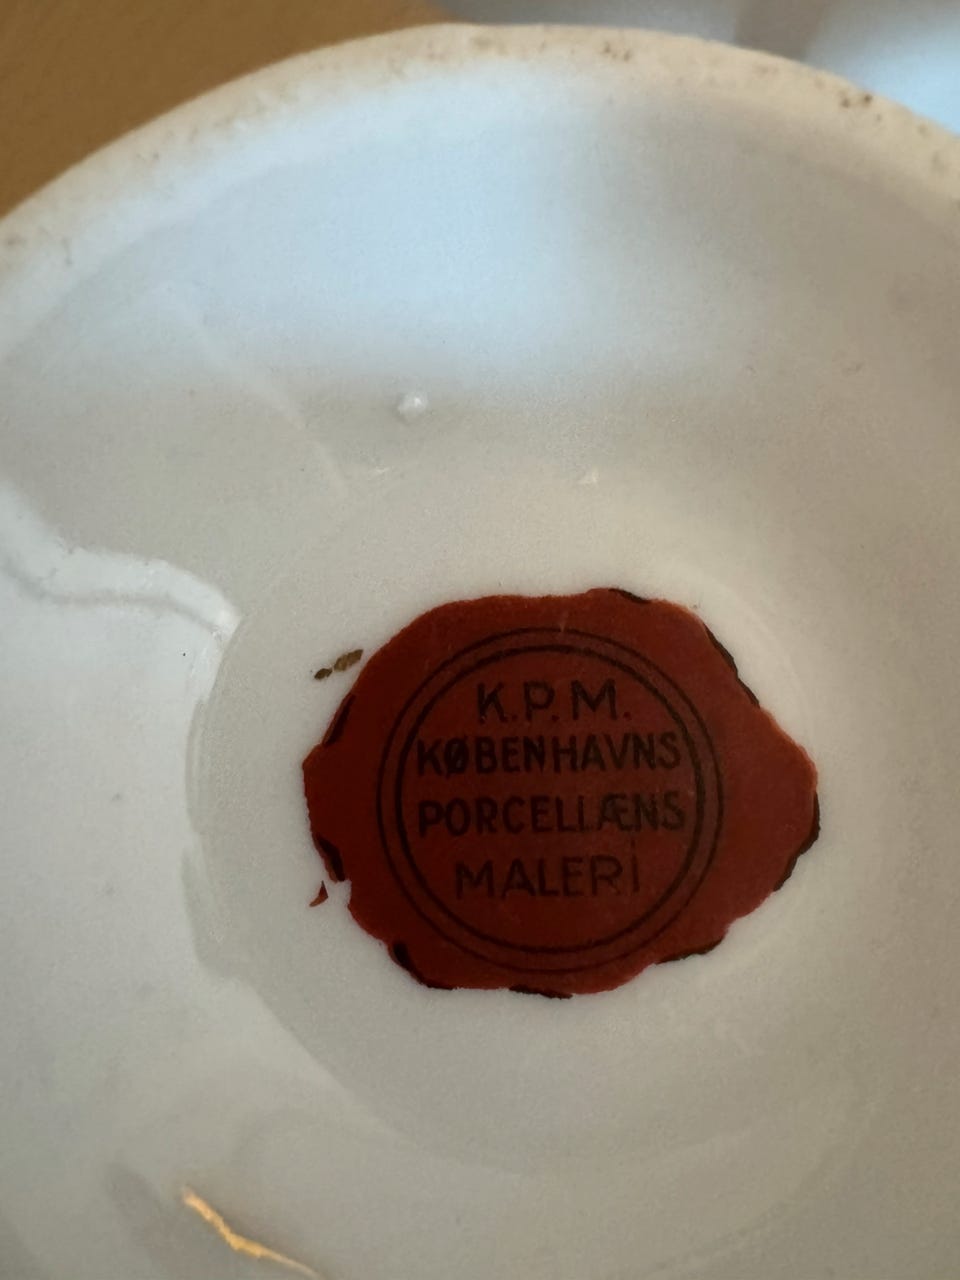 K.P.M.
KØBENHAVNS
PORCELLÆNS
MALERi